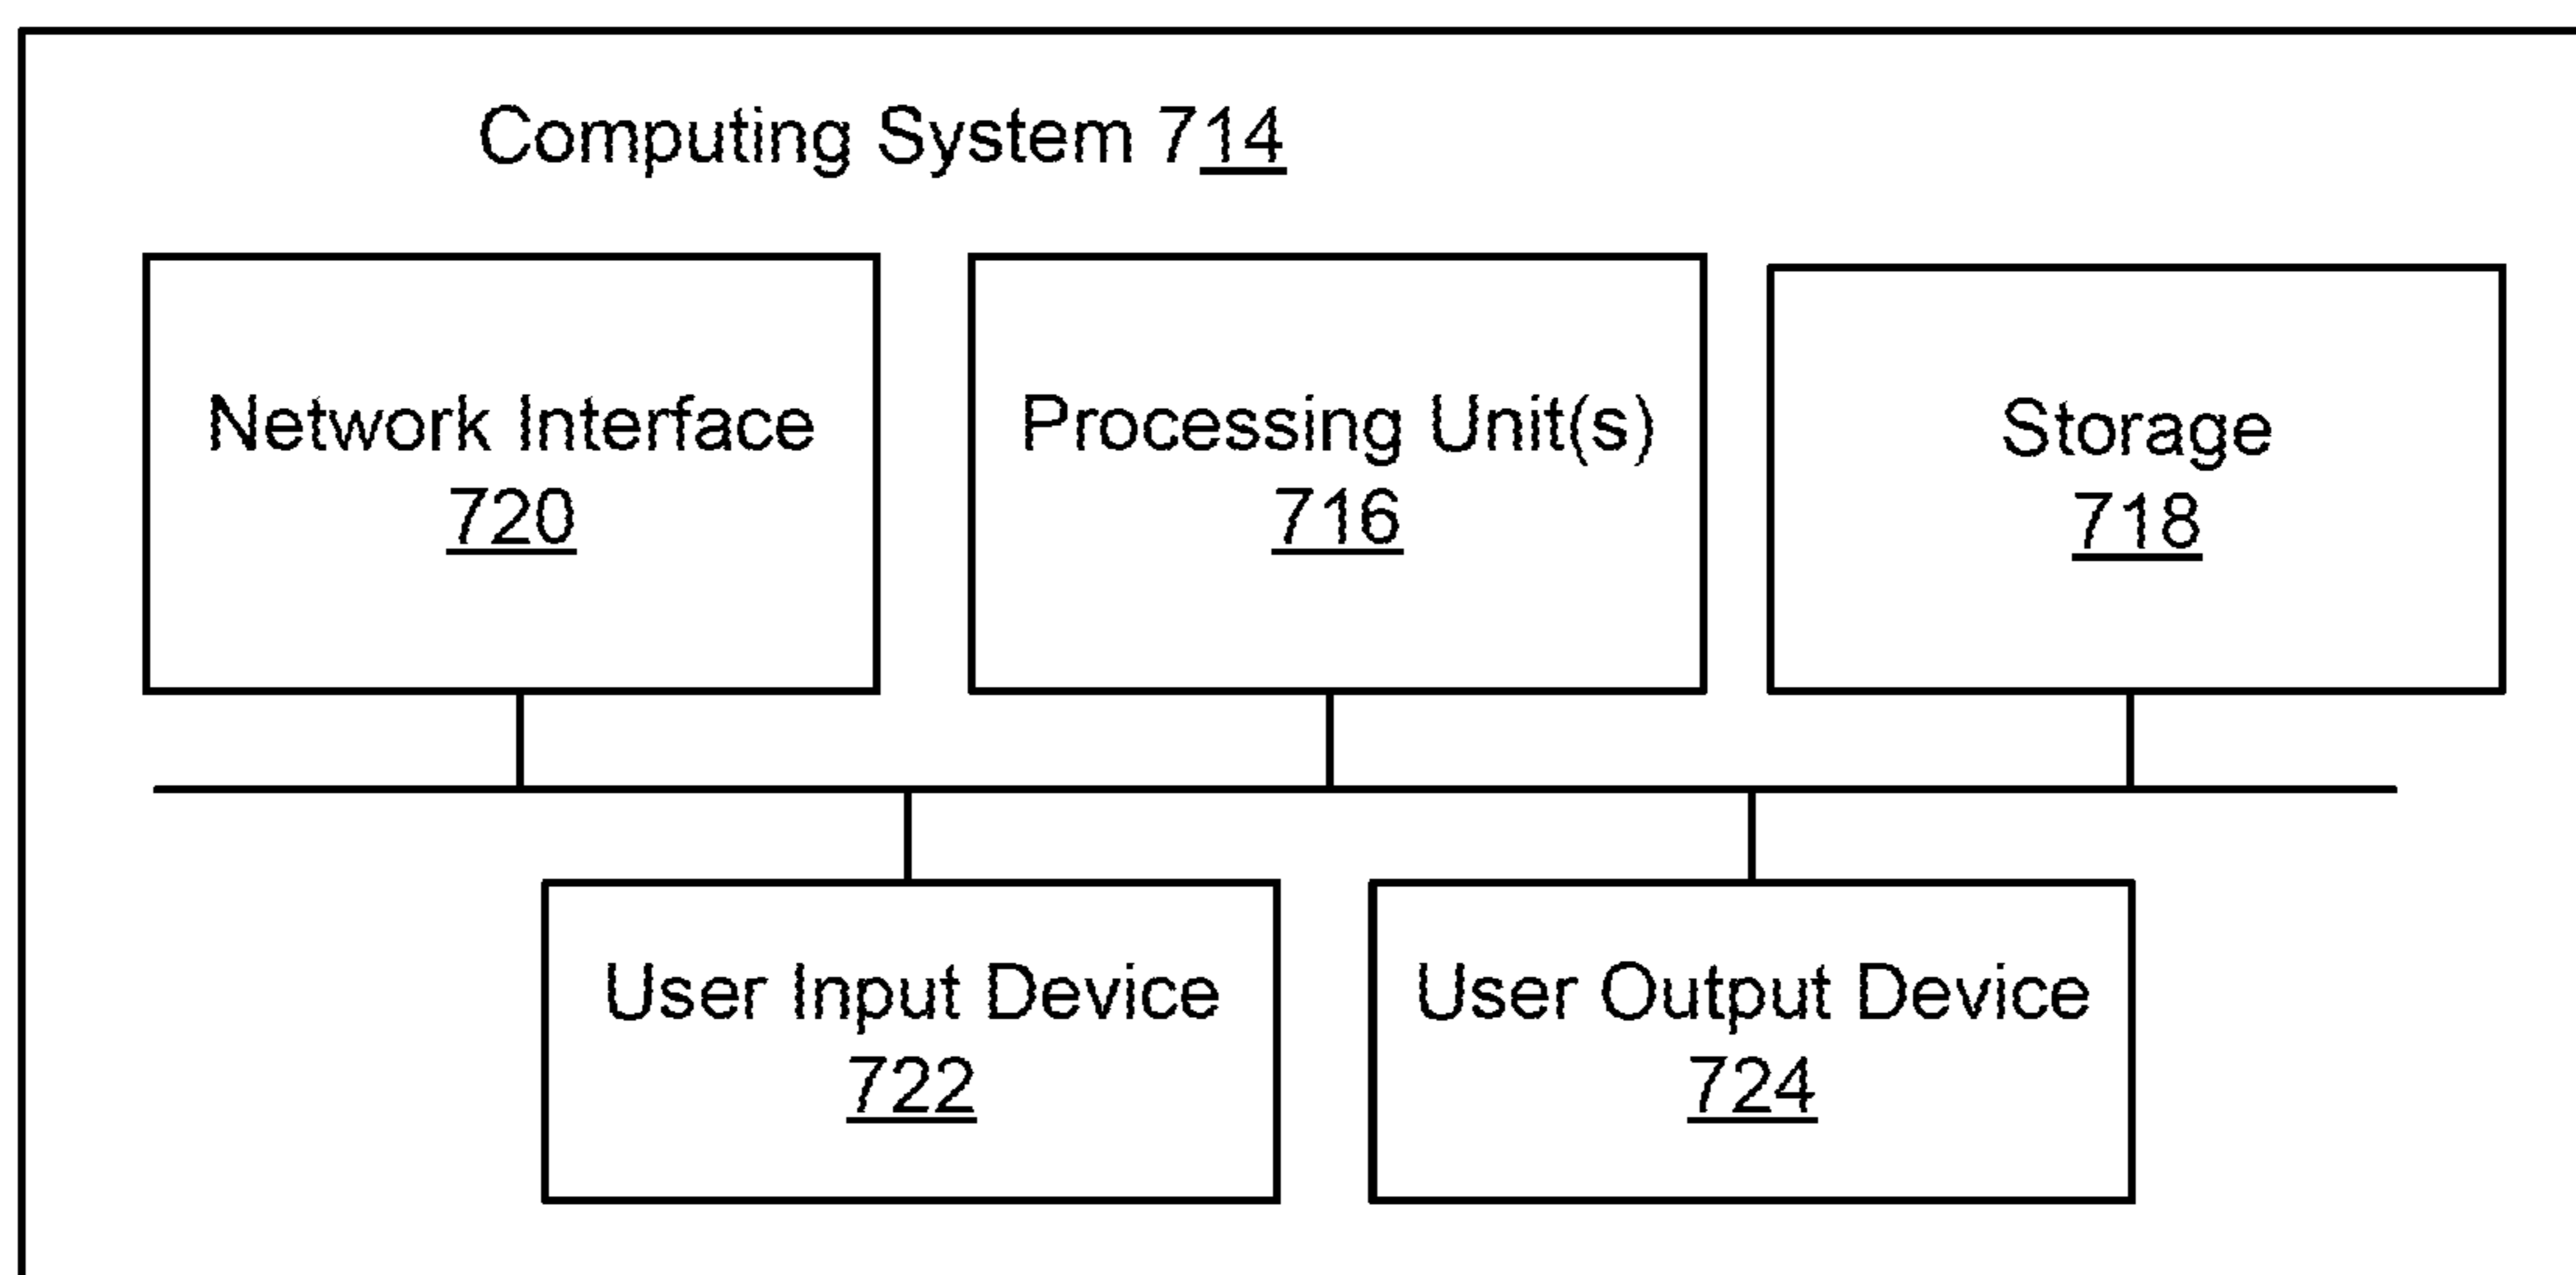 Computing System 714
Network Interface
720
Processing Unit(s)
716
Storage
718
User Input Device
722
User Output Device
724